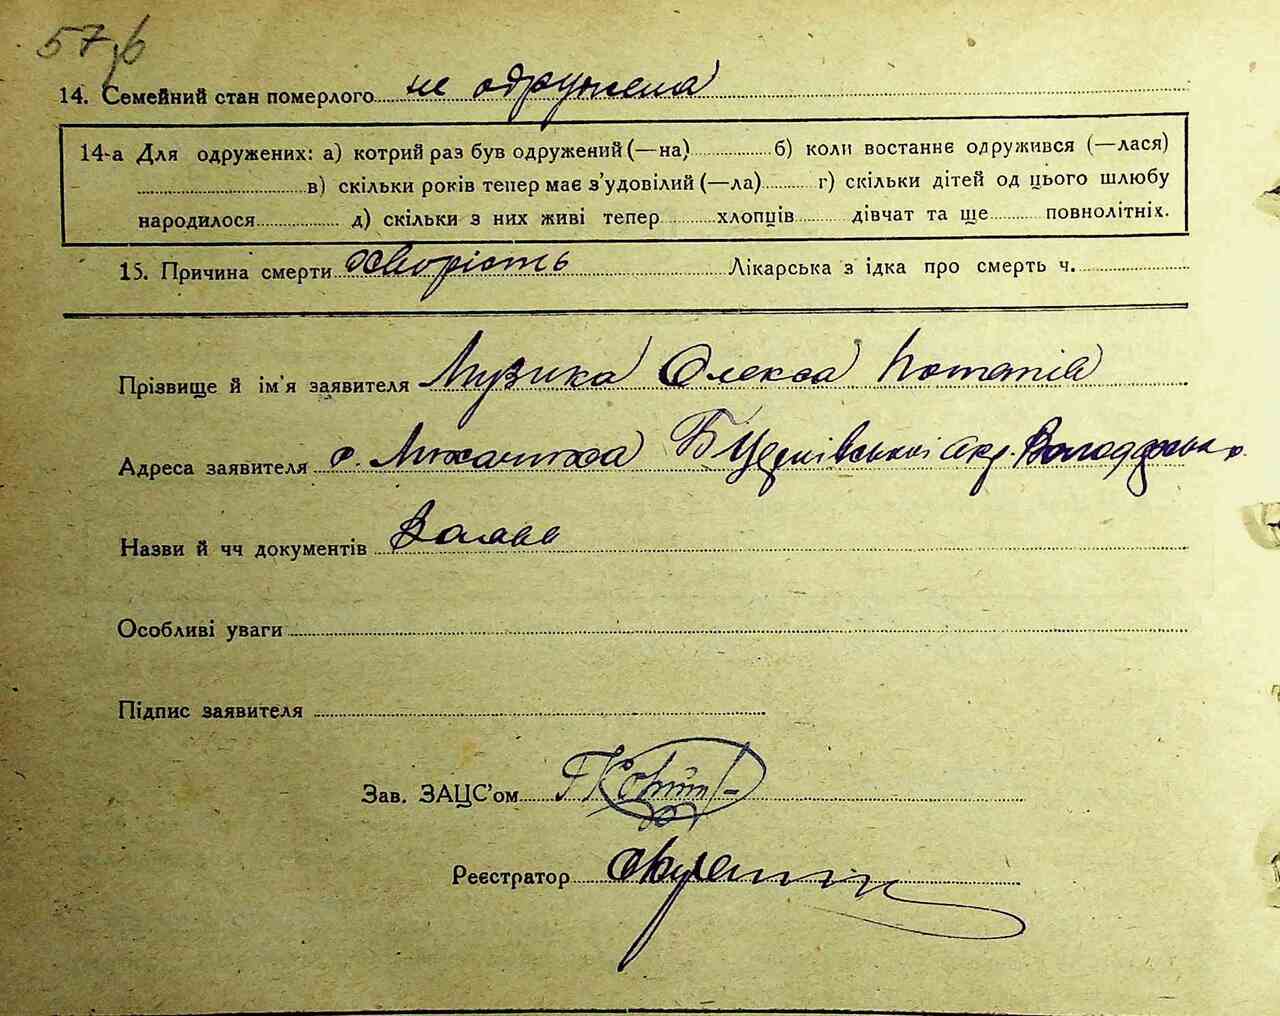 57б
14. Семейний стан померлого не одружена
14-а Для одружених: а) котрий раз був одружений (—на) б) коли востаннє одружився (—лася)
в) скільки років тепер має з'удовілий (—ла) г) скільки дітей од цього шлюбу
народилося д) скільки з них живі тепер хлопців дівчат та ще повнолітніх.
15. Причина смерти Хворість Лікарська з ідка про смерть ч.
Прізвище й ім'я заявителя Музика Олекса
Адреса заявителя с.
Назви й чч документів
Особливі уваги
Підпис заявителя
Зав. ЗАЦС'ом
Реєстратор